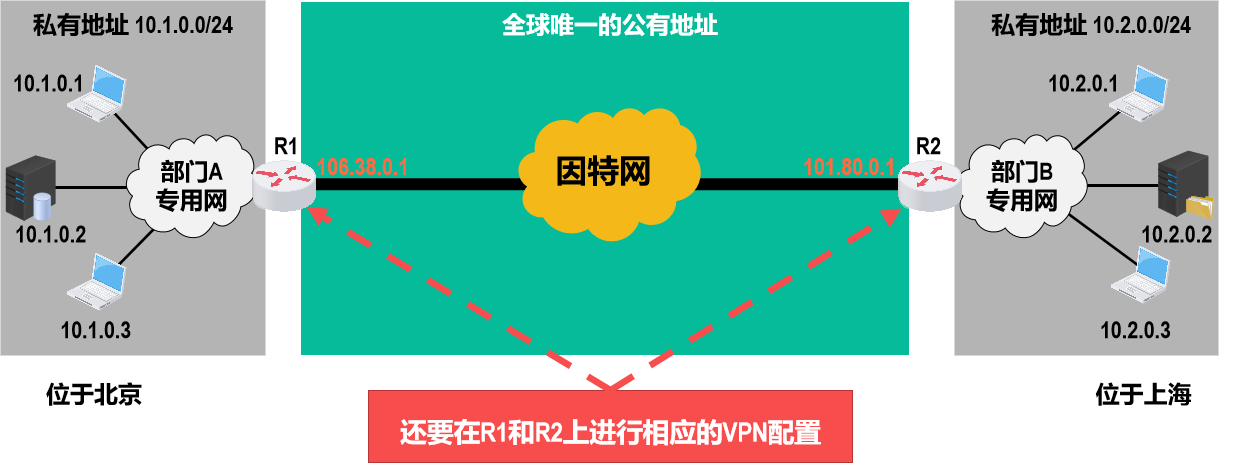 私有地址 10.1.0.0/24
全球唯一的公有地址
私有地址 10.2.0.0/24
10.1.0.1
10.2.0.1
R1
R2
部门A
专用网
106.38.0.1
因特网
101.80.0.1
部门B
专用网
10.1.0.2
10.2.0.2
10.1.0.3
10.2.0.3
位于北京
位于上海
还要在R1和R2上进行相应的VPN配置